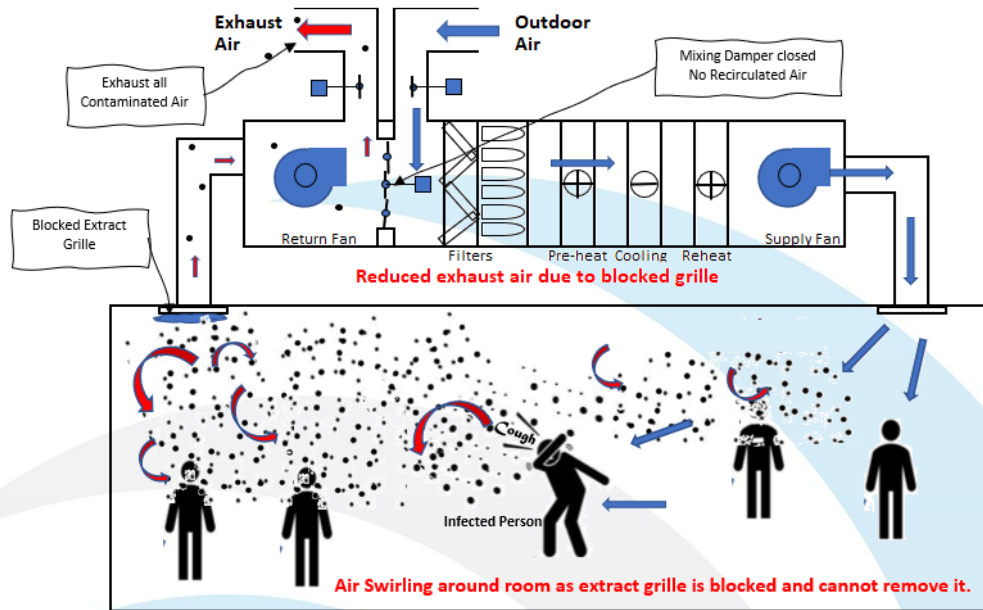 Exhaust
Air
Outdoor
Air
Exhaust all
Contaminated Air
Mixing Damper closed
No Recirculated Air
Blocked Extract
Grille
Return Fan
Filters
Pre-heat
Cooling
Reheat
Supply Fan
Reduced exhaust air due to blocked grille
Cough
Infected Person
Air Swirling around room as extract grille is blocked and cannot remove it.